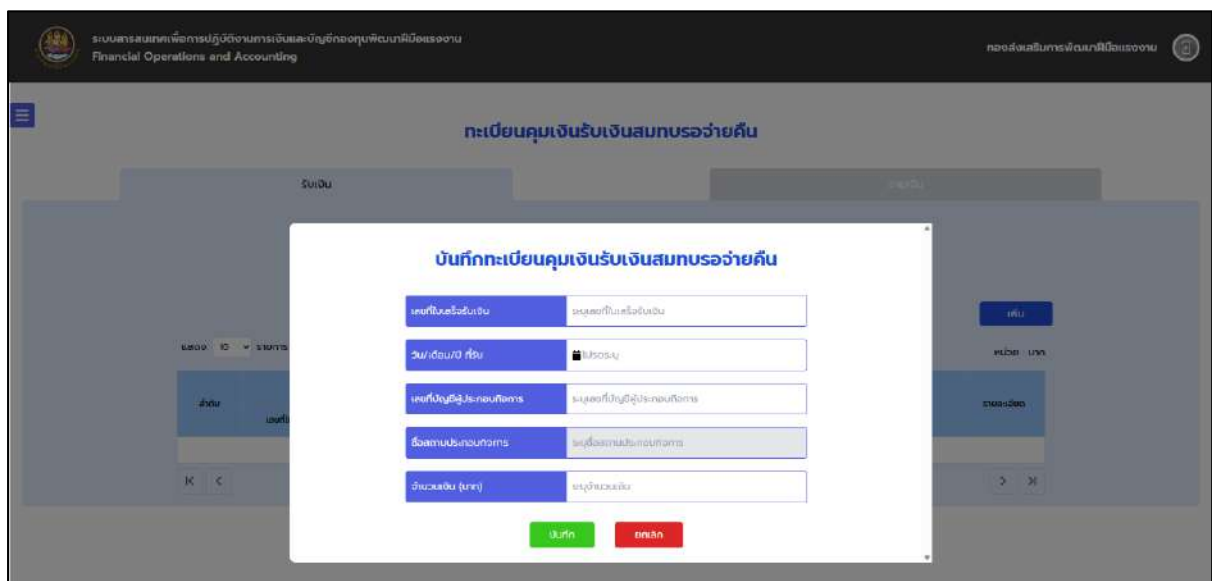 ระบบสารสนเทศเพื่อการปฏิบัติงานการเงินและบัญชีกองทุนพัฒนาฝีมือแรงงาน
Financial Operations and Accounting
กองส่งเสริมการพัฒนาฝีมือแรงงาน
ทะเบียนคุมเงินรับเงินสมทบรอจ่ายคืน
รับเงิน
จ่ายเงิน
บันทึกทะเบียนคุมเงินรับเงินสมทบรอจ่ายคืน
เลขที่ใบเสร็จรับเงิน
ระบุเลขที่ใบเสร็จรับเงิน
เพิ่ม
แสดง 10 รายการ
วัน/เดือน/ปี ที่รับ
โปรดระบุ
หน่วย บาท
ลำดับ
เลขที่บัญชีผู้ประกอบกิจการ
ระบุเลขที่บัญชีผู้ประกอบกิจการ
รายละเอียด
ชื่อสถานประกอบกิจการ
ระบุชื่อสถานประกอบกิจการ
จำนวนเงิน (บาท)
ระบุจำนวนเงิน
บันทึก
ยกเลิก